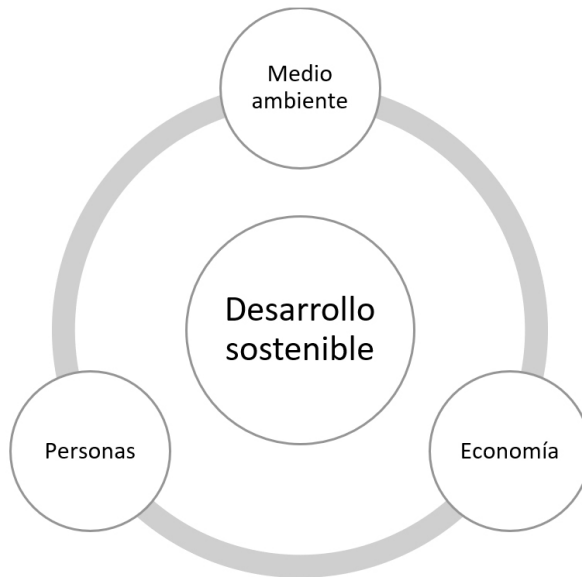 Medio
ambiente
Desarrollo
sostenible
Personas
Economía